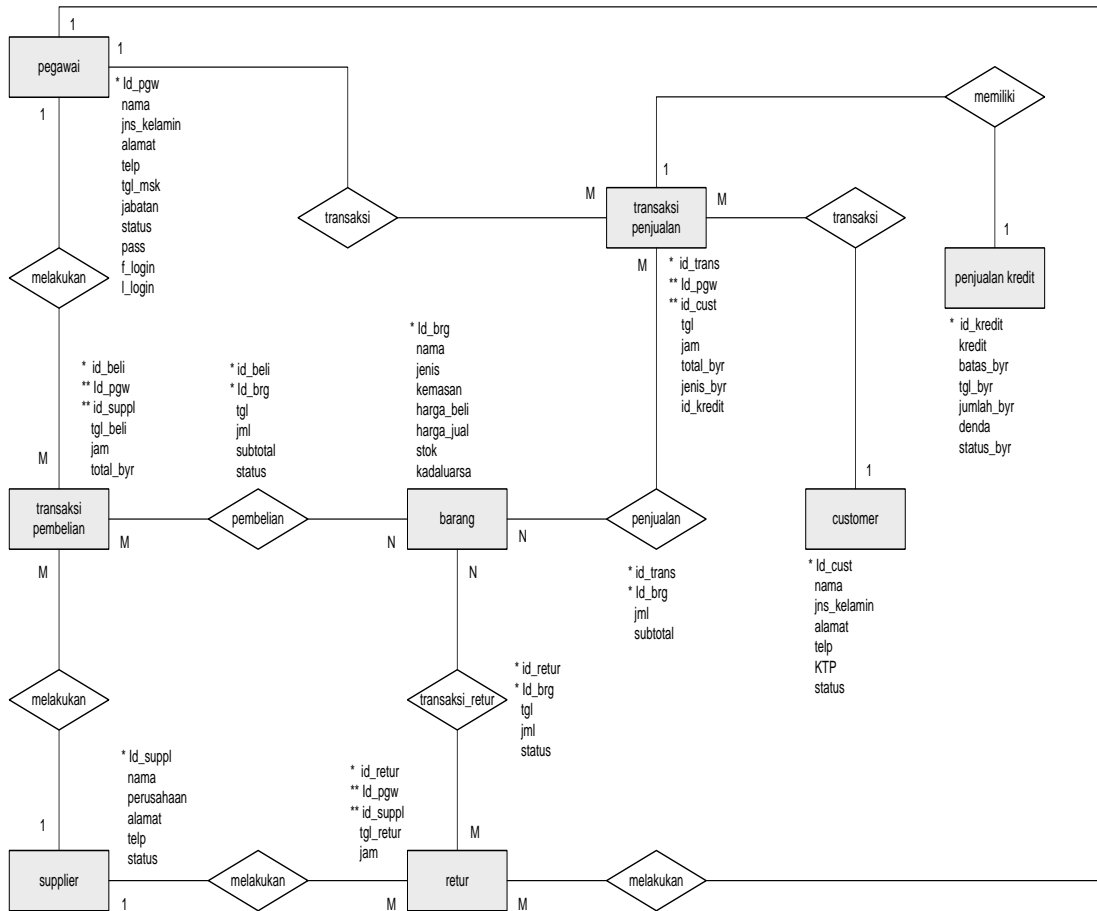 1
1
pegawai
1
* Id_pgw
nama
jns_kelamin
alamat
telp
tgl_msk
jabatan
status
pass
f_login
l_login
memiliki
1
M
transaksi
transaksi
penjualan
M
transaksi
1
penjualan kredit
melakukan
M
* id_trans
** Id_pgw
** id_cust
tgl
jam
total_byr
jenis_byr
id_kredit
* id_kredit
kredit
batas_byr
tgl_byr
jumlah_byr
denda
status_byr
* id_beli
** Id_pgw
** id_suppl
tgl_beli
jam
total_byr
* id_beli
* Id_brg
tgl
jml
subtotal
status
* Id_brg
nama
jenis
kemasan
harga_beli
harga_jual
stok
kadaluarsa
M
1
transaksi
pembelian
M
pembelian
N
barang
N
penjualan
customer
M
N
* id_trans
* Id_brg
jml
subtotal
* Id_cust
nama
jns_kelamin
alamat
telp
KTP
status
melakukan
transaksi_retur
* id_retur
* Id_brg
tgl
jml
status
* Id_suppl
nama
perusahaan
alamat
telp
status
* id_retur
** Id_pgw
** id_suppl
tgl_retur
jam
1
M
supplier
1
melakukan
M
retur
M
melakukan